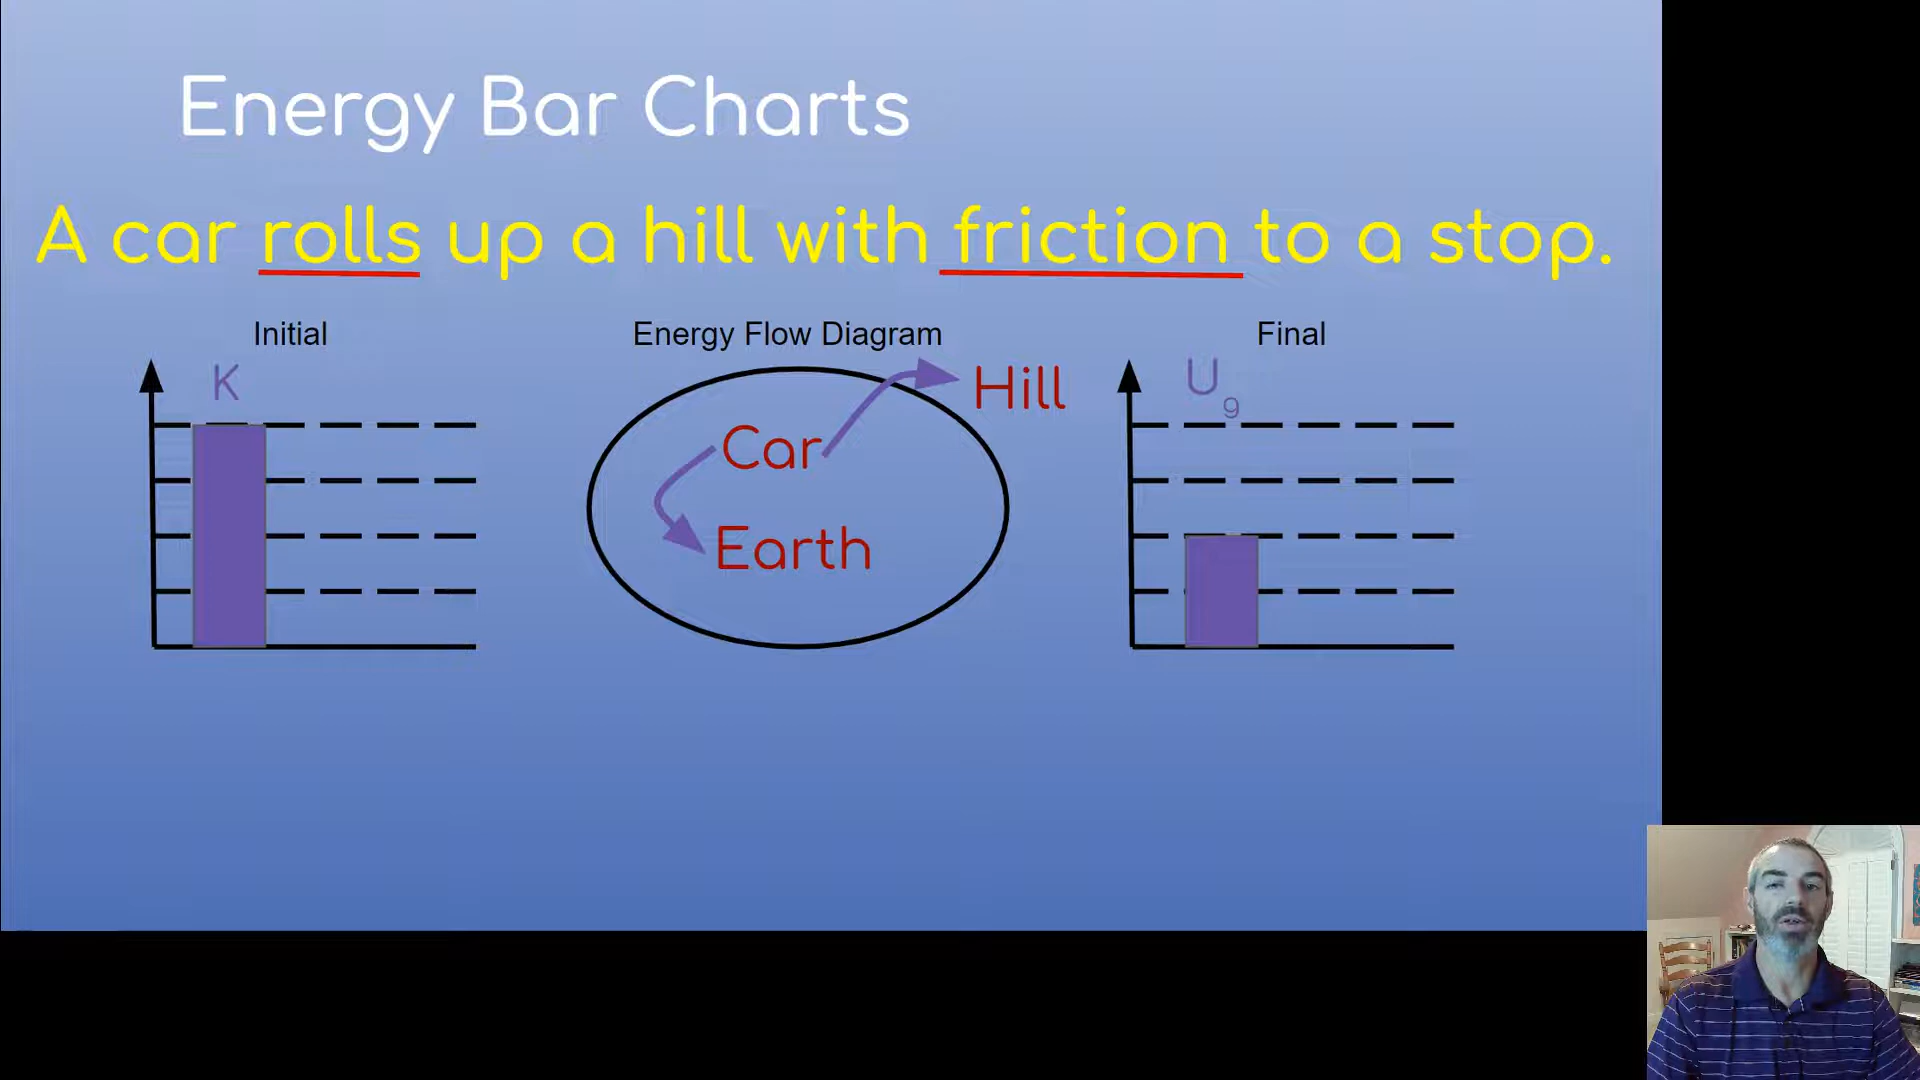 Energy Bar Charts
A car rolls up a hill with friction to a stop.
Initial
Energy Flow Diagram
Final
K
Hill
Car
Earth
U
g